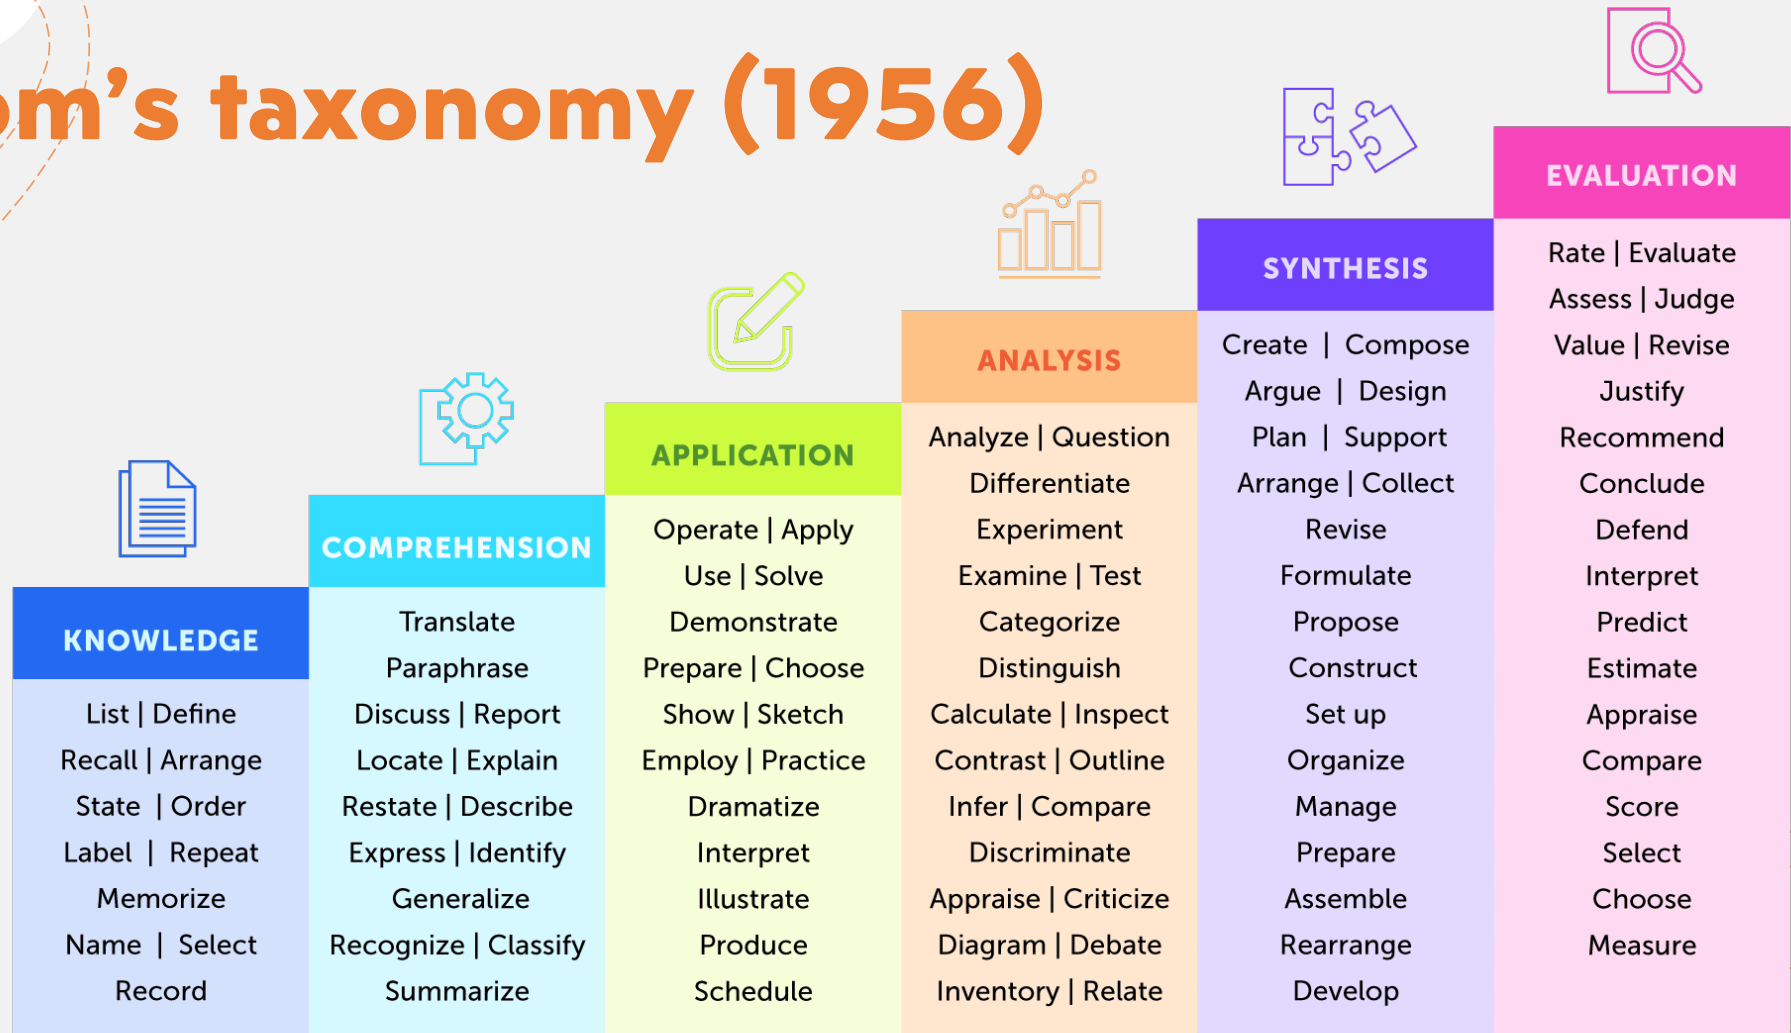 om's taxonomy (1956)
KNOWLEDGE
List | Define
Recall | Arrange
State | Order
Label | Repeat
Memorize
Name | Select
Record
COMPREHENSION
Translate
Paraphrase
Discuss | Report
Locate | Explain
Restate | Describe
Express | Identify
Generalize
Recognize | Classify
Summarize
APPLICATION
Operate | Apply
Use | Solve
Demonstrate
Prepare | Choose
Show | Sketch
Employ | Practice
Dramatize
Interpret
Illustrate
Produce
Schedule
ANALYSIS
Analyze | Question
Differentiate
Experiment
Examine | Test
Categorize
Distinguish
Calculate | Inspect
Contrast | Outline
Infer | Compare
Discriminate
Appraise | Criticize
Diagram | Debate
Inventory | Relate
SYNTHESIS
Create | Compose
Argue | Design
Plan | Support
Arrange | Collect
Revise
Formulate
Propose
Construct
Set up
Organize
Manage
Prepare
Assemble
Rearrange
Develop
EVALUATION
Rate | Evaluate
Assess | Judge
Value | Revise
Justify
Recommend
Conclude
Defend
Interpret
Predict
Estimate
Appraise
Compare
Score
Select
Choose
Measure